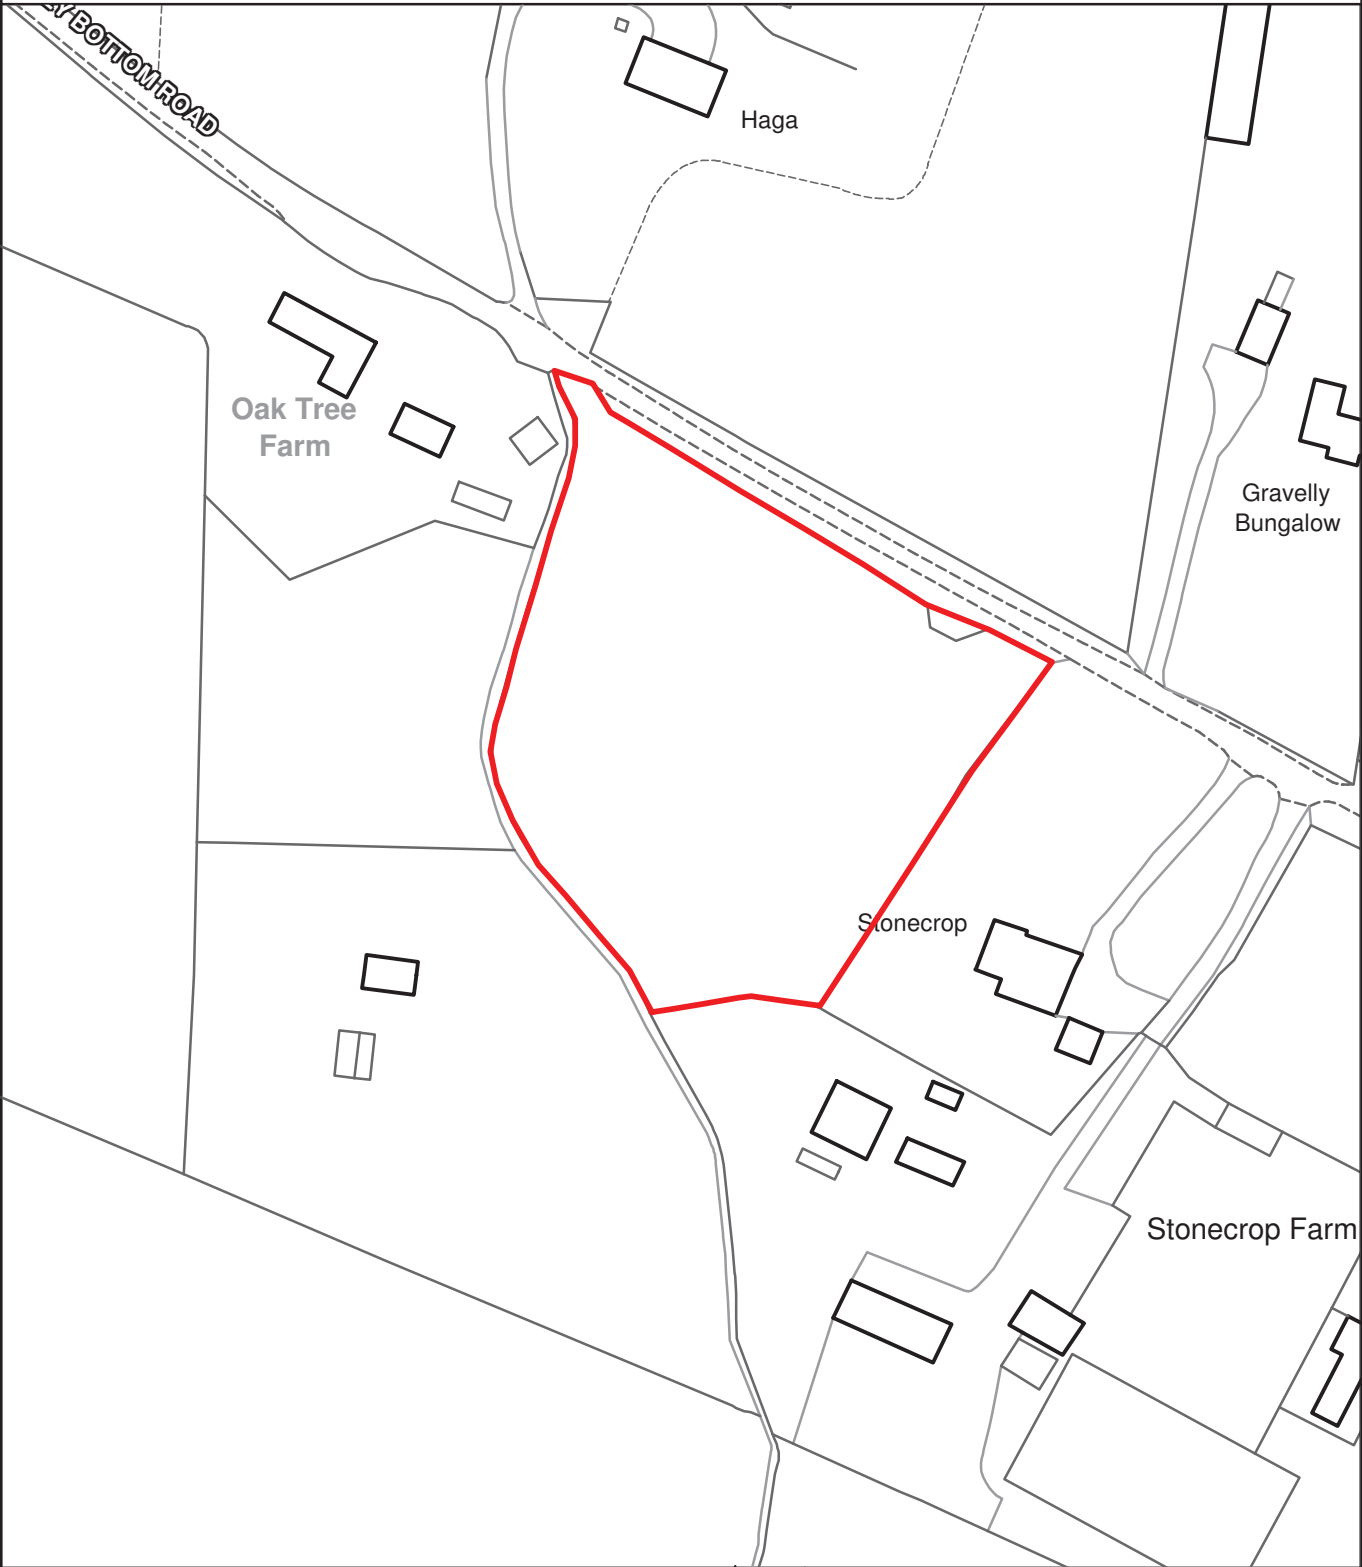 BOTTOM ROAD
Haga
Oak Tree
Farm
Gravelly
Bungalow
Stonecrop
Stonecrop Farm